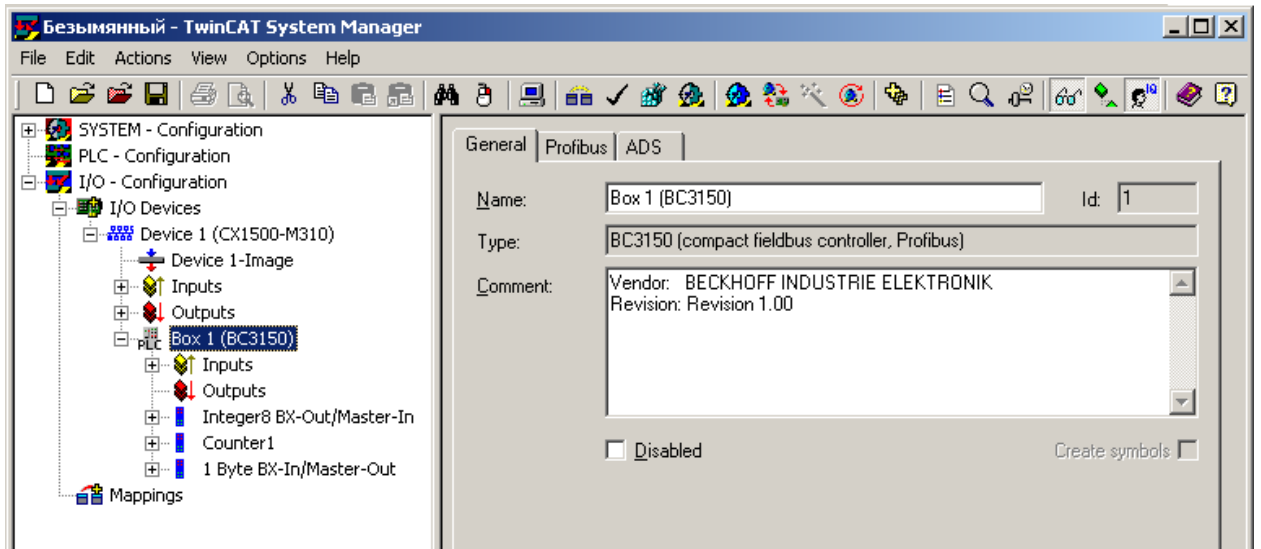 Безымянный - TwinCAT System Manager
File Edit Actions View Options Help
SYSTEM - Configuration
PLC - Configuration
I/O - Configuration
I/O Devices
Device 1 (CX1500-M310)
Device 1-Image
Inputs
Outputs
PLC Box 1 (BC3150)
Inputs
Outputs
Integer8 BX-Out/Master-In
Counter1
1 Byte BX-In/Master-Out
Mappings
General Profibus ADS
Name: Box 1 (BC3150) Id: 1
Type: BC3150 (compact fieldbus controller, Profibus)
Comment: Vendor: BECKHOFF INDUSTRIE ELEKTRONIK
Revision: Revision 1.00
Disabled Create symbols